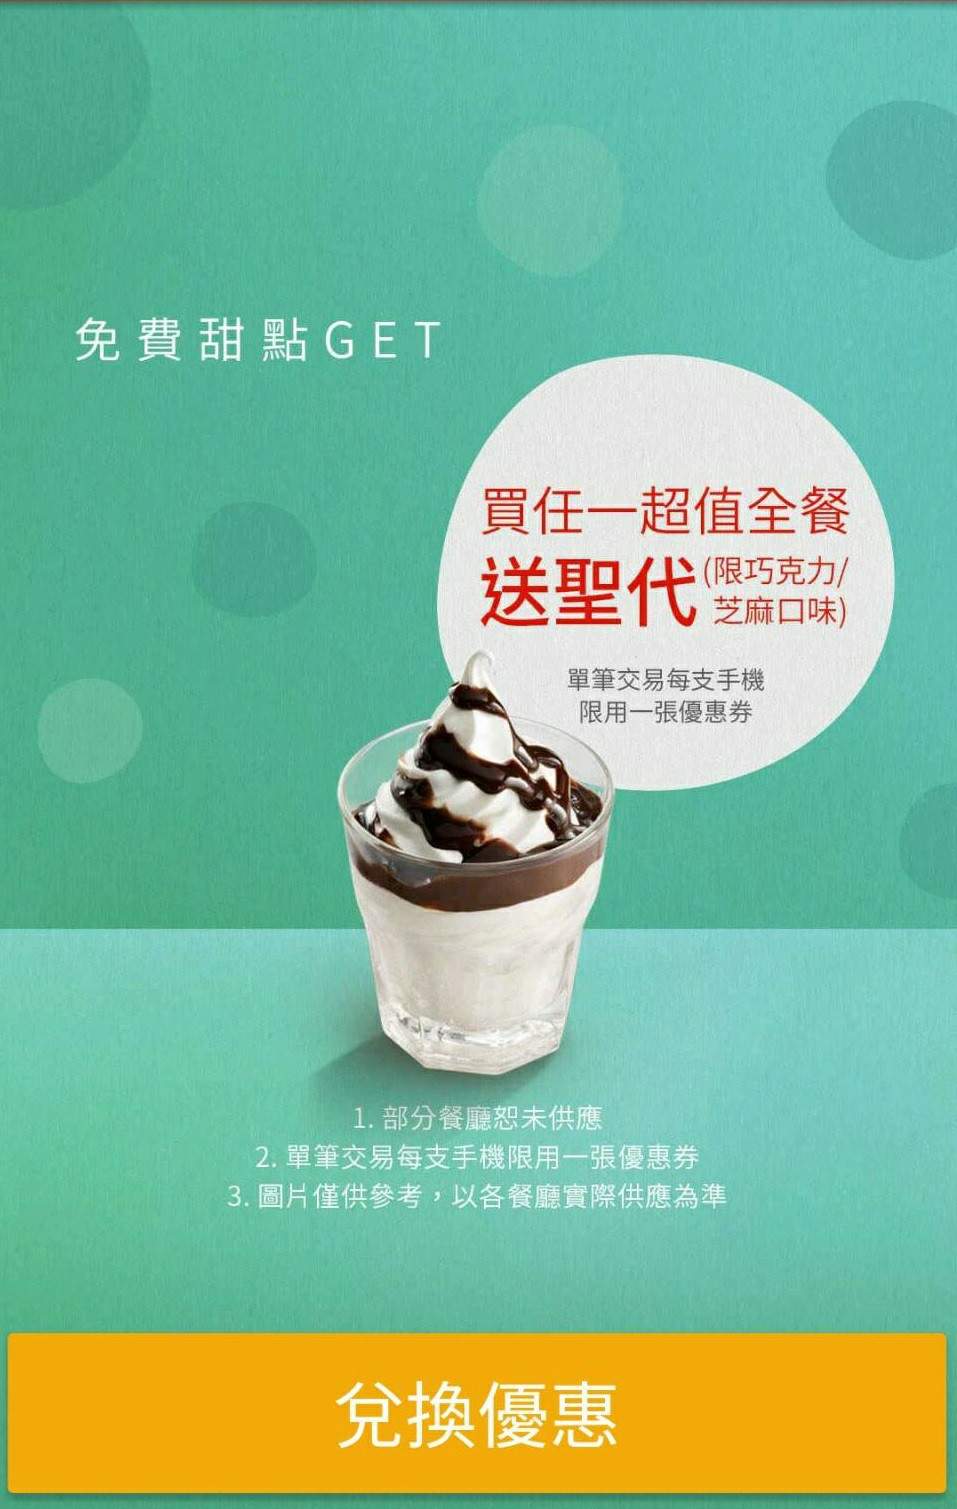 免費甜點GET
買任一超值全餐
送聖代(限巧克力/
芝麻口味)
單筆交易每支手機
限用一張優惠券
1. 部分餐廳恕未供應
2. 單筆交易每支手機限用一張優惠券
3. 圖片僅供參考，以各餐廳實際供應為準
兌換優惠